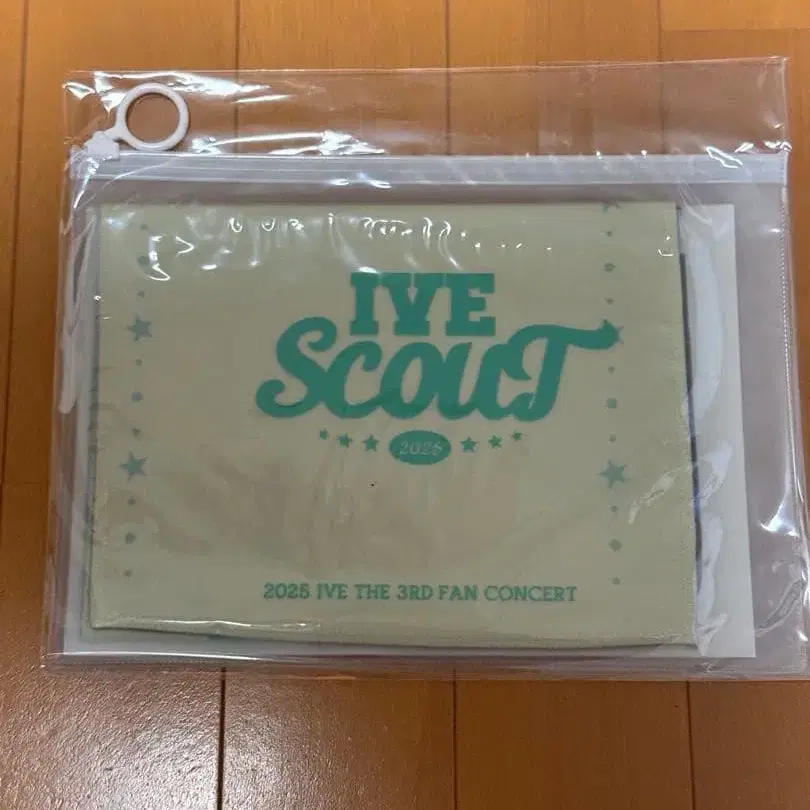 IVE
SCOUT
2025
2025 IVE THE 3RD FAN CONCERT